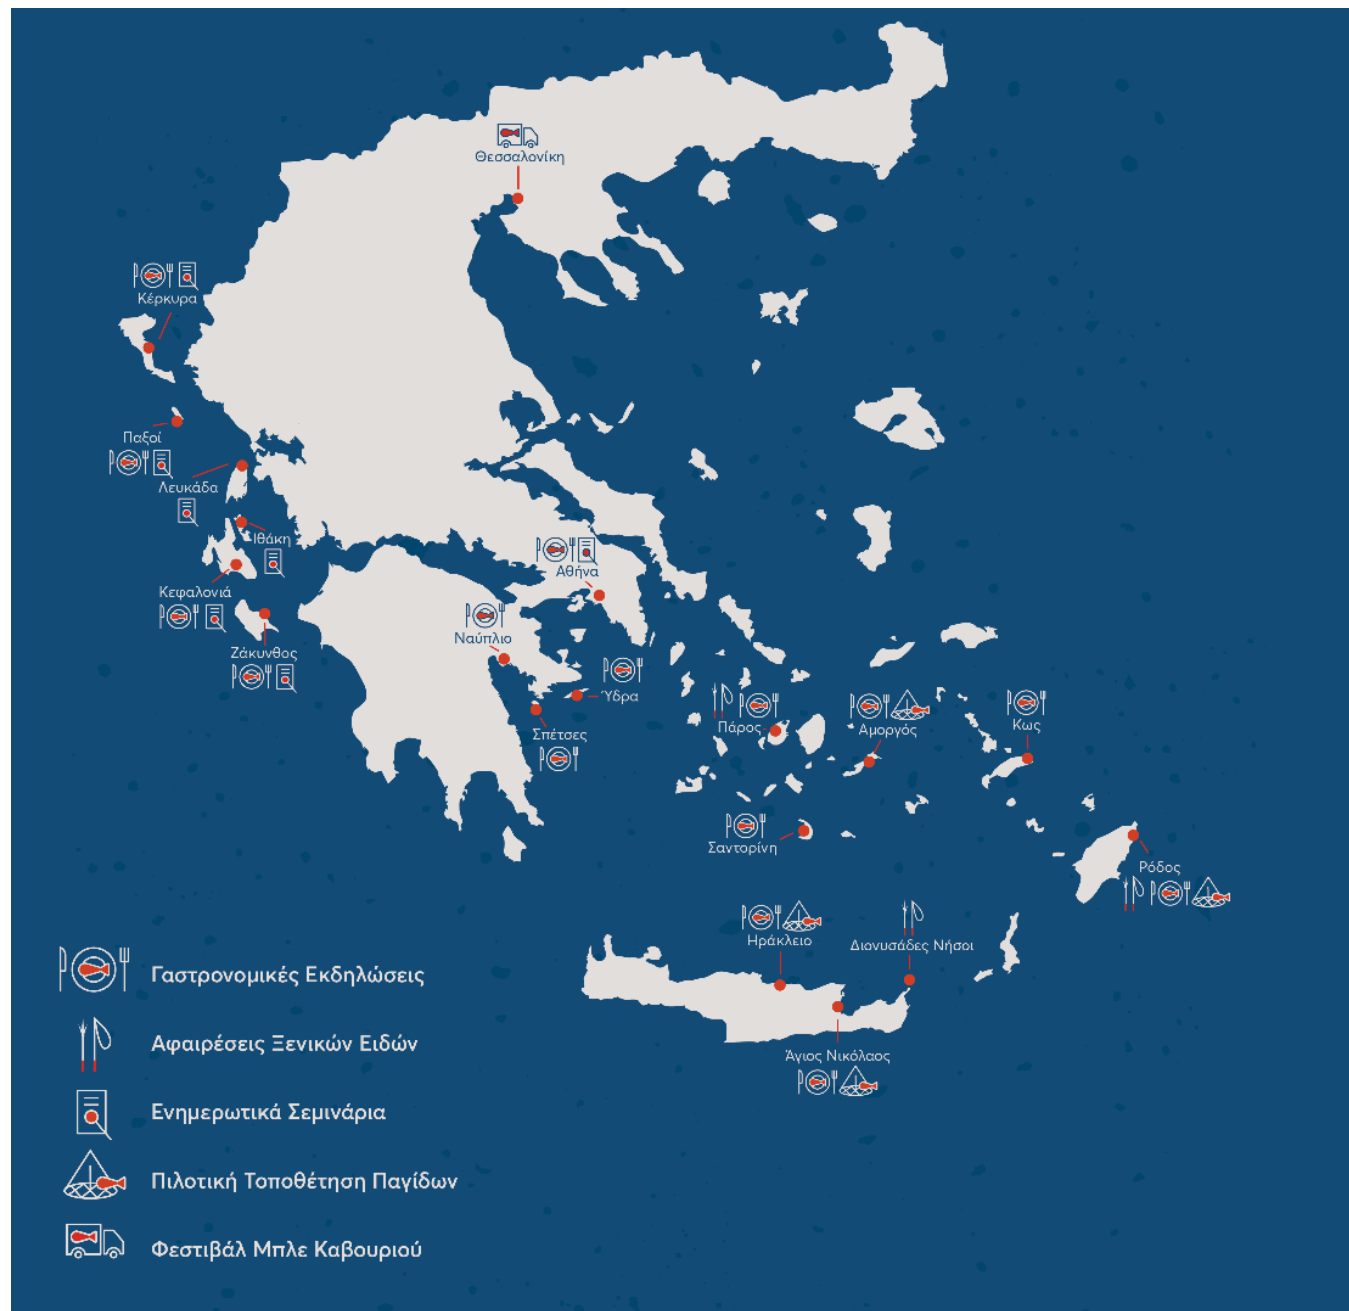 Θεσσαλονίκη
Κέρκυρα
Παξοί
Λευκάδα
Ιθάκη
Αθήνα
Κεφαλονιά
Ναύπλιο
Ζάκυνθος
Ύδρα
Σπέτσες
Πάρος
Αμοργός
Κως
Σαντορίνη
Ρόδος
Ηράκλειο
Διονυσάδες Νήσοι
Άγιος Νικόλαος
Γαστρονομικές Εκδηλώσεις
Αφαιρέσεις Ξενικών Ειδών
Ενημερωτικά Σεμινάρια
Πιλοτική Τοποθέτηση Παγίδων
Φεστιβάλ Μπλε Καβουριού